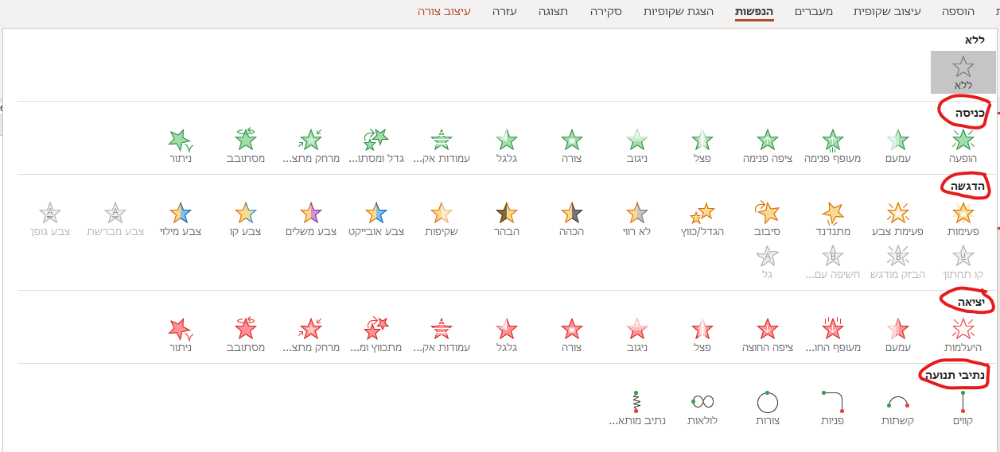 הוספה עיצוב שקופית מעברים הנפשות הצגת שקופיות סקירה תצוגה עזרה עיצוב צורה
ללא
ללא
כניסה
הופעה עמעם מעופף פנימה ציפה פנימה פצל ניגוב צורה גלגל עמודות אק... גדל ומסתו... מרחק מתצ... מסתובב ניתור
הדגשה
פעימות פעימת צבע מתנדנד סיבוב הגדל/כווץ לא רווי הכהה הבהר שקיפות צבע אובייקט צבע משלים צבע קו צבע מילוי צבע מברשת צבע גופן
קו תחתון הבזק מודגש חשיפה עם... גל
יציאה
היעלמות עמעם מעופף החו... ציפה החוצה פצל ניגוב צורה גלגל עמודות אק... מתכווץ ומ... מרחק מתצ... מסתובב ניתור
נתיבי תנועה
קווים קשתות פניות צורות לולאות נתיב מותא...